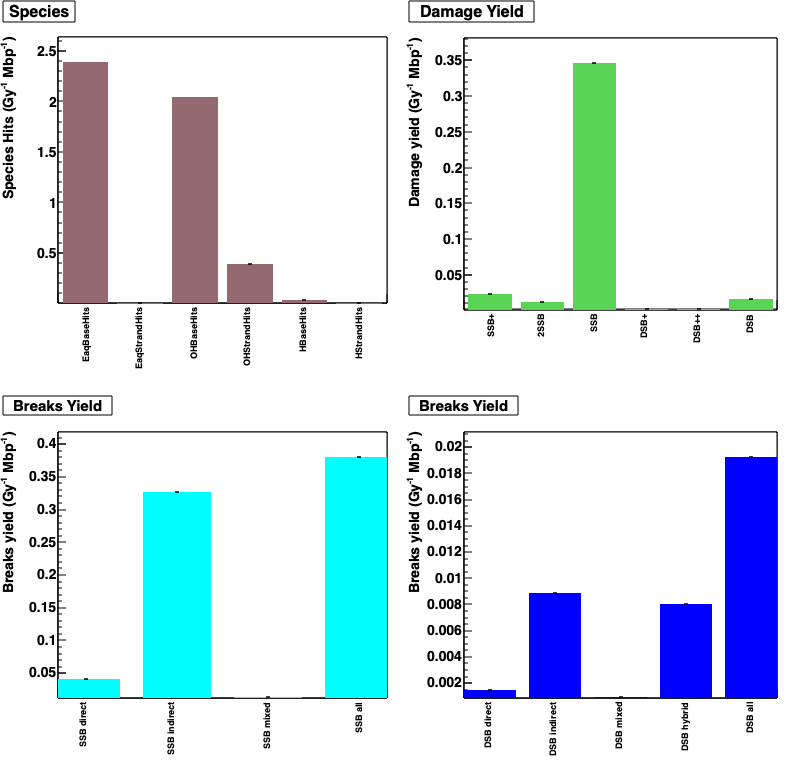 Species
Species Hits (Gy⁻¹ Mbp⁻¹)
2.5
2
1.5
1
0.5
EaqBaseHits
EaqStrandHits
OHBaseHits
OHStrandHits
HBaseHits
HStrandHits
Damage Yield
Damage yield (Gy⁻¹ Mbp⁻¹)
0.35
0.3
0.25
0.2
0.15
0.1
0.05
SSB+
2SSB
SSB
DSB+
DSB++
DSB
Breaks Yield
Breaks yield (Gy⁻¹ Mbp⁻¹)
0.4
0.35
0.3
0.25
0.2
0.15
0.1
0.05
SSB direct
SSB indirect
SSB mixed
SSB all
Breaks Yield
Breaks yield (Gy⁻¹ Mbp⁻¹)
0.02
0.018
0.016
0.014
0.012
0.01
0.008
0.006
0.004
0.002
DSB direct
DSB indirect
DSB mixed
DSB hybrid
DSB all